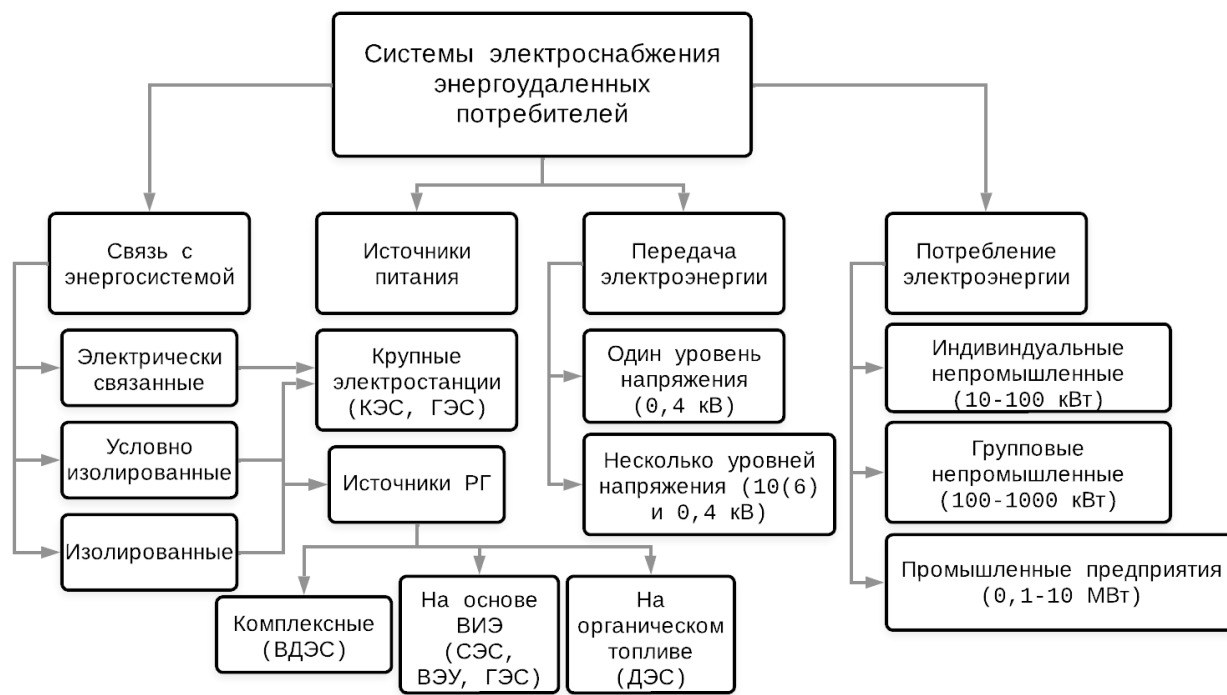 Системы электроснабжения
энергоудаленных
потребителей
Связь с
энергосистемой
Источники
питания
Передача
электроэнергии
Потребление
электроэнергии
Электрически
связанные
Условно
изолированные
Изолированные
Крупные
электростанции
(КЭС, ГЭС)
Источники РГ
Комплексные
(ВДЭС)
На основе
ВИЭ
(СЭС,
ВЭУ, ГЭС)
На
органическом
топливе
(ДЭС)
Один уровень
напряжения
(0,4 кВ)
Несколько уровней
напряжения (10(6)
и 0,4 кВ)
Индивиндуальные
непромышленные
(10-100 кВт)
Групповые
непромышленные
(100-1000 кВт)
Промышленные предприятия
(0,1-10 МВт)